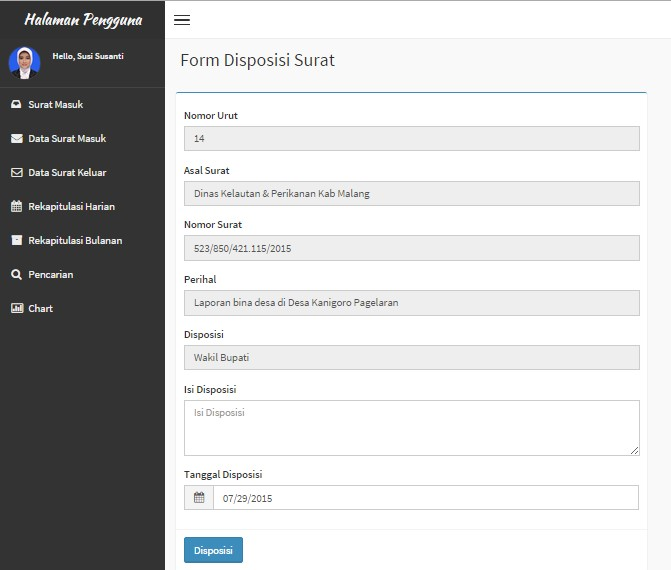 Halaman Pengguna
Hello, Susi Susanti
Surat Masuk
Data Surat Masuk
Data Surat Keluar
Rekapitulasi Harian
Rekapitulasi Bulanan
Pencarian
Chart
Form Disposisi Surat
Nomor Urut
14
Asal Surat
Dinas Kelautan & Perikanan Kab Malang
Nomor Surat
523/850/421.115/2015
Perihal
Laporan bina desa di Desa Kanigoro Pagelaran
Disposisi
Wakil Bupati
Isi Disposisi
Isi Disposisi
Tanggal Disposisi
07/29/2015
Disposisi